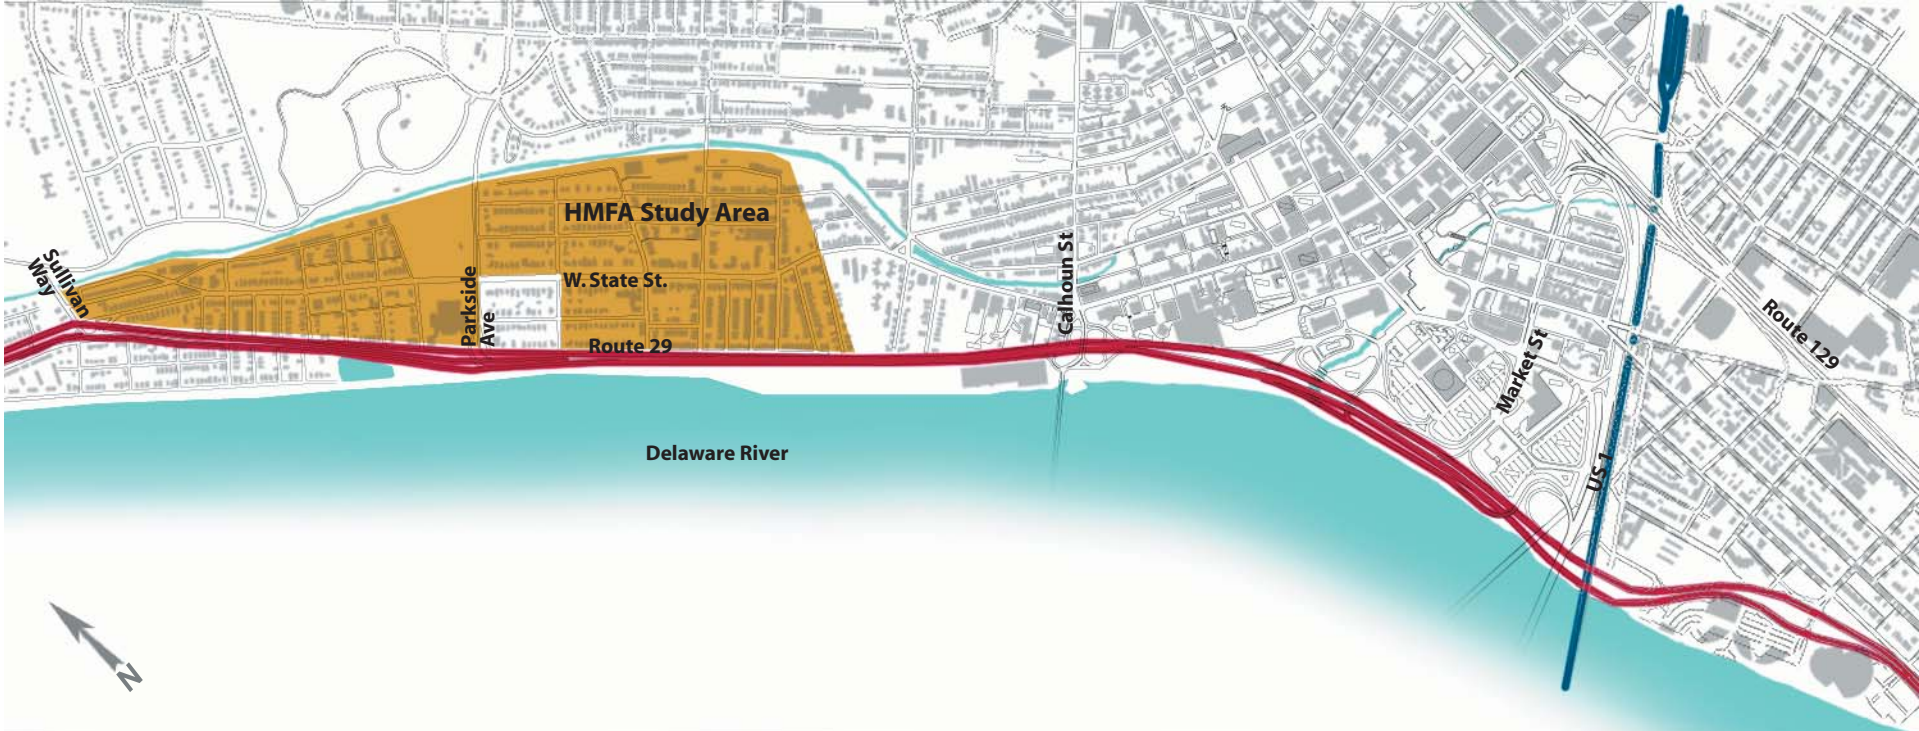 HMFA Study Area
Sullivan
Way
Parkside
Ave
W. State St.
Route 29
Calhoun St
Market St
Route 129
US 1
Delaware River
N